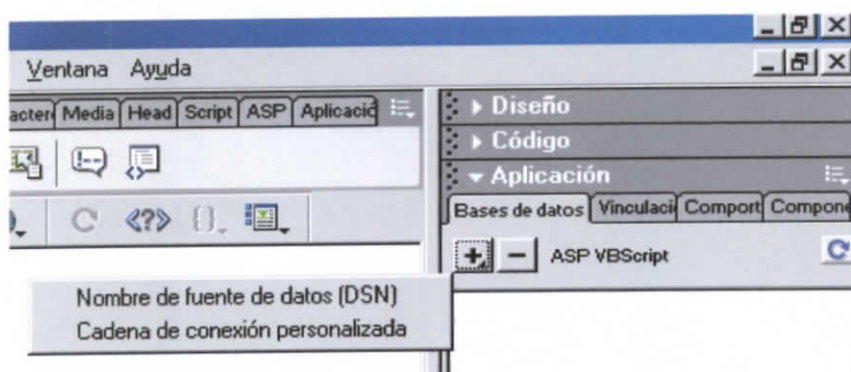 Ventana Ayuda
Media Head Script ASP
Diseño
Código
Aplicación
Bases de datos
ASP VBScript
Nombre de fuente de datos (DSN)
Cadena de conexión personalizada